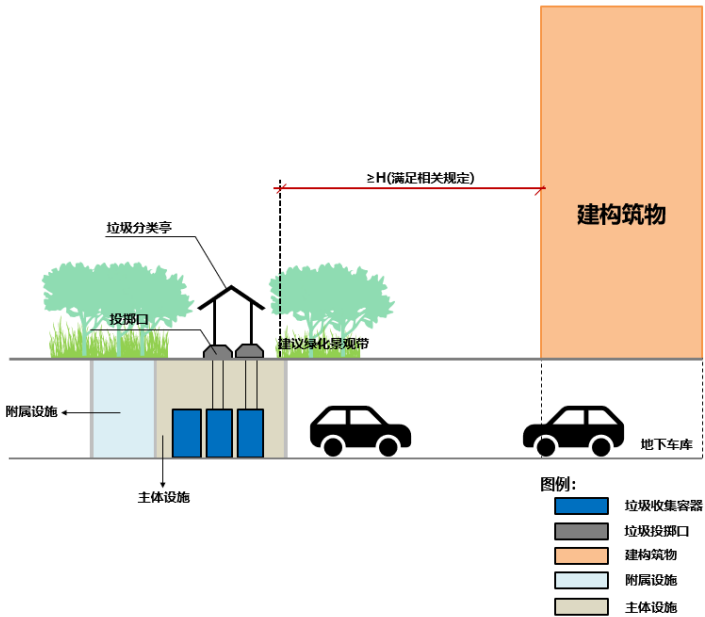 ≥H(满足相关规定)
建构筑物
垃圾分类亭
投掷口
建议绿化景观带
附属设施
地下车库
主体设施
图例:
垃圾收集容器
垃圾投掷口
建构筑物
附属设施
主体设施